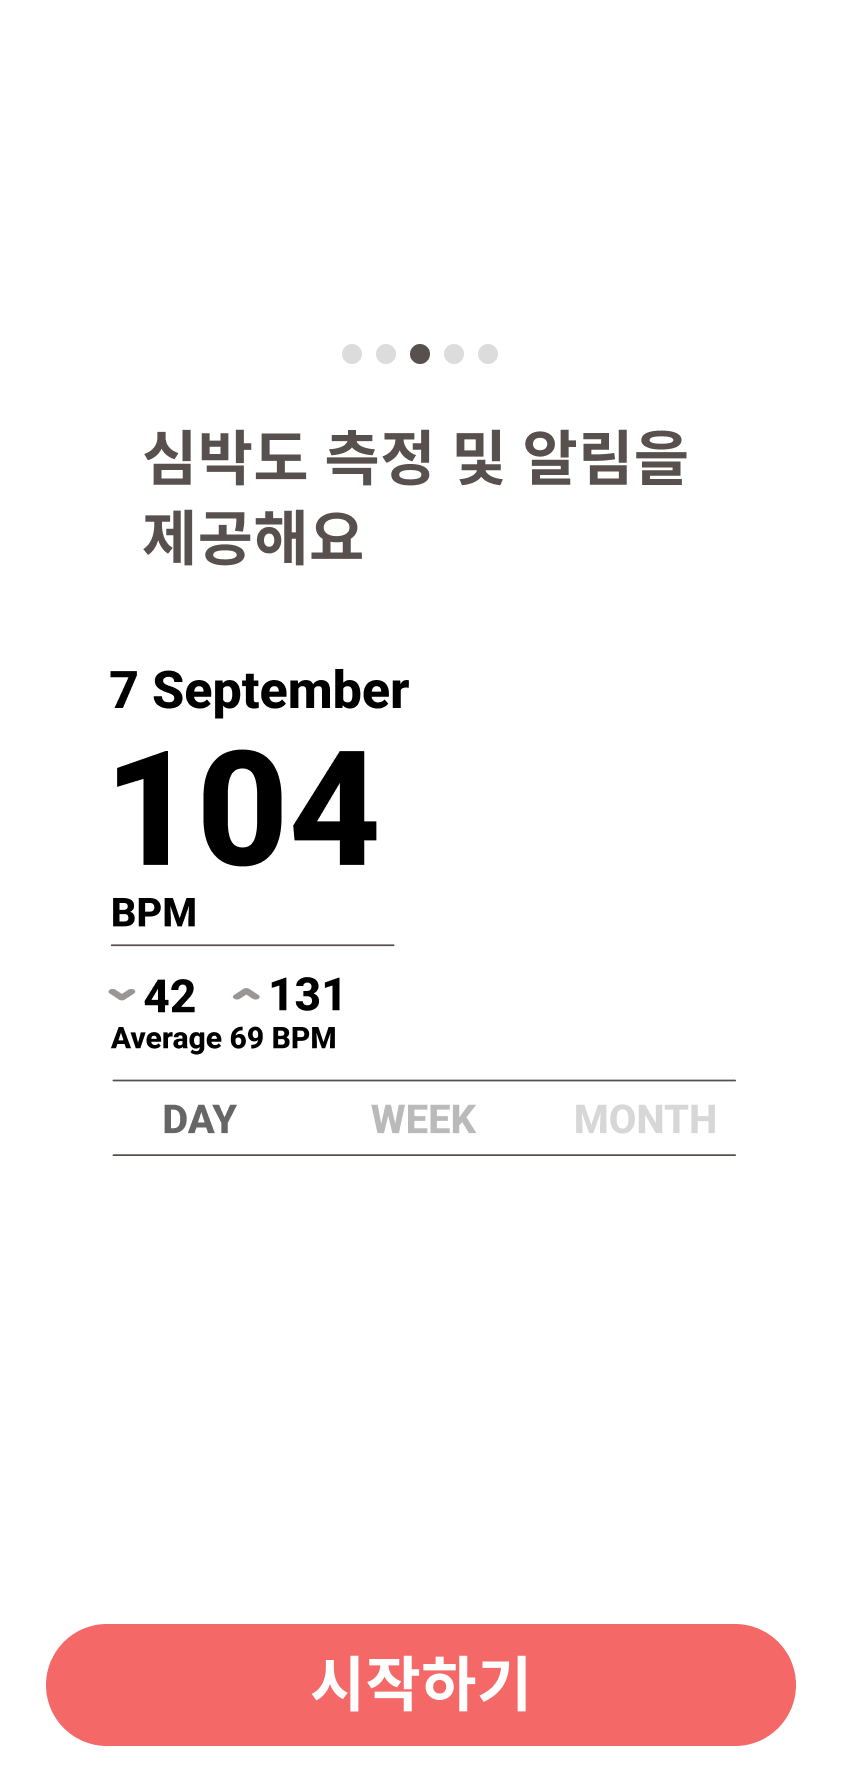 심박도 측정 및 알림을
제공해요
7 September
104
BPM
42 131
Average 69 BPM
DAY WEEK MONTH
시작하기